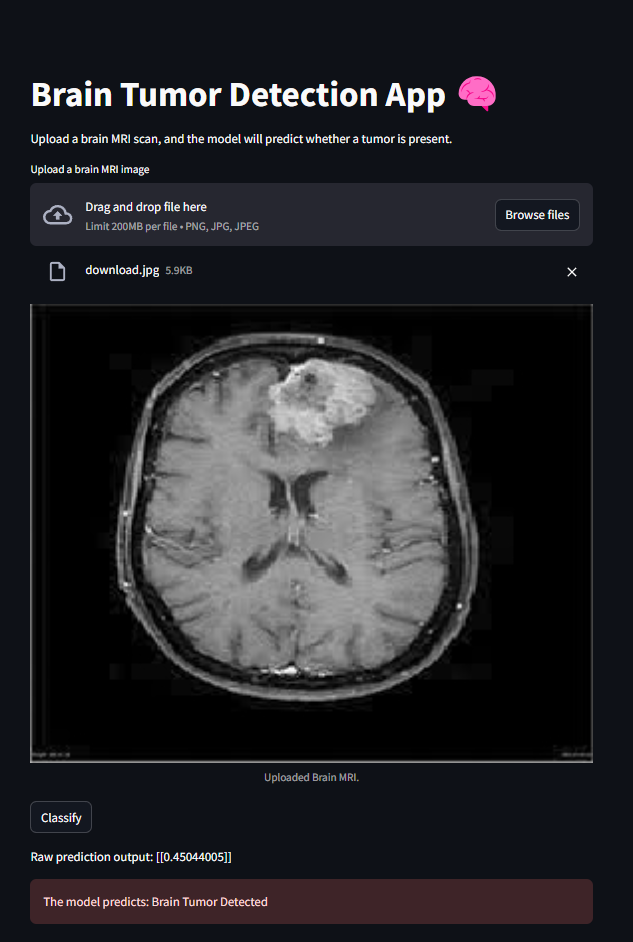 Brain Tumor Detection App
Upload a brain MRI scan, and the model will predict whether a tumor is present.
Upload a brain MRI image
Drag and drop file here
Limit 200MB per file • PNG, JPG, JPEG
Browse files
download.jpg 5.9KB
Uploaded Brain MRI.
Classify
Raw prediction output: [[0.45044005]]
The model predicts: Brain Tumor Detected